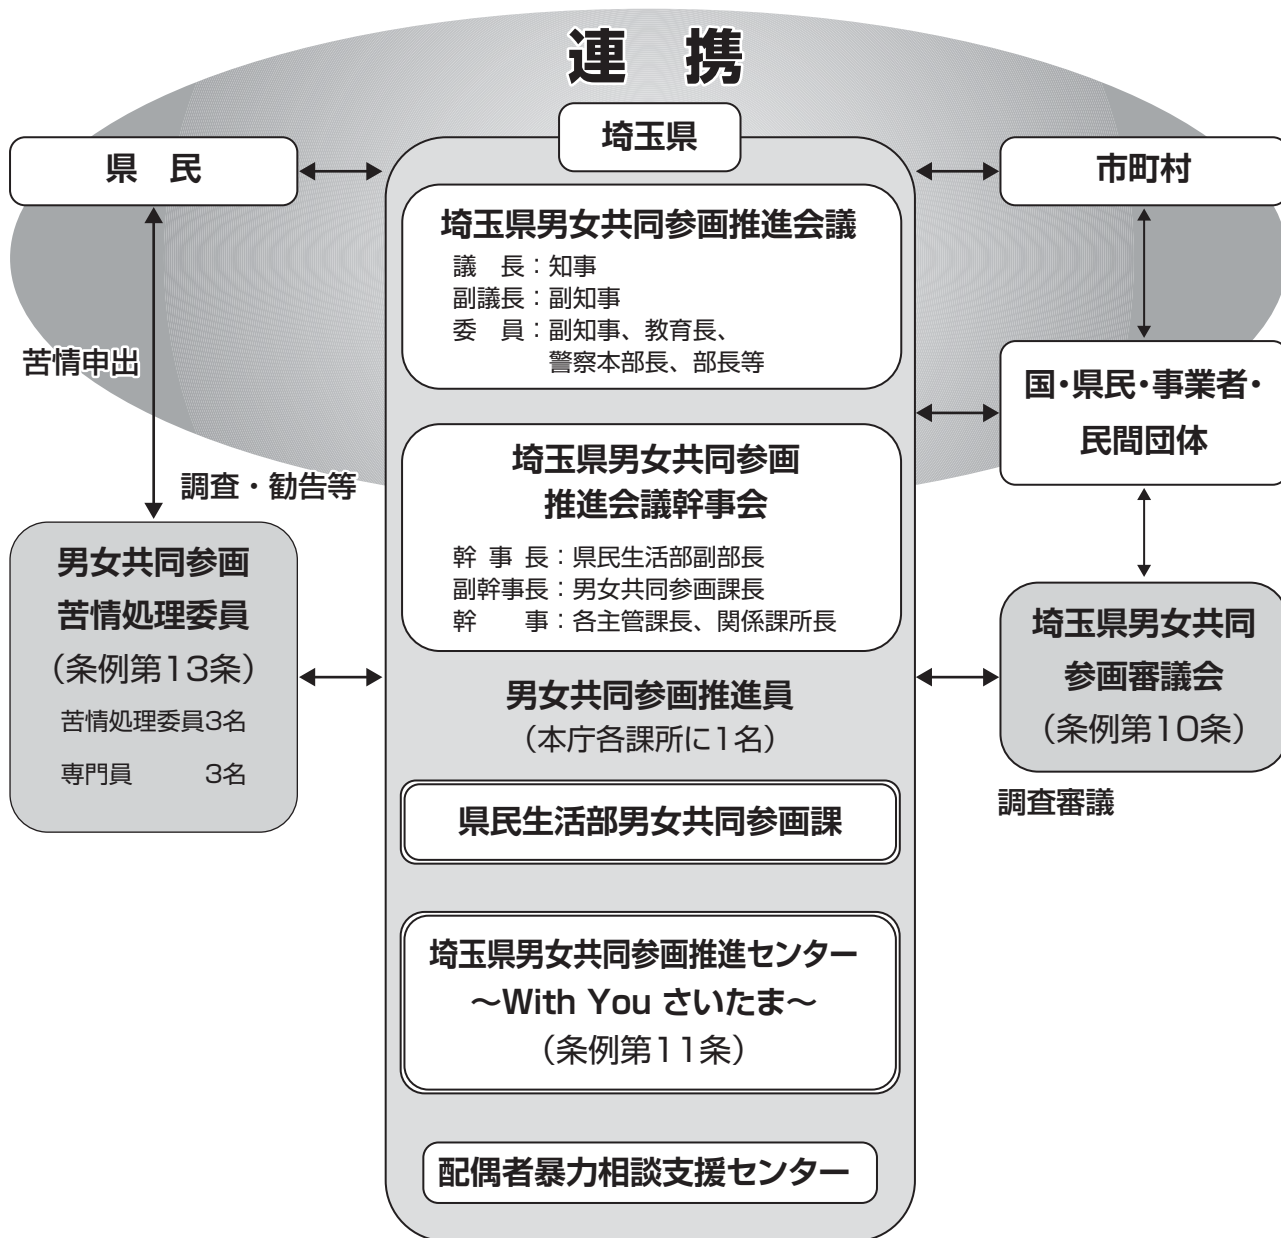 連 携
県 民
埼玉県
市町村
埼玉県男女共同参画推進会議
議 長：知事
副議長：副知事
委 員：副知事、教育長、
警察本部長、部長等
苦情申出
国・県民・事業者・
民間団体
調査・勧告等
埼玉県男女共同参画
推進会議幹事会
幹 事 長：県民生活部副部長
副幹事長：男女共同参画課長
幹 事：各主管課長、関係課所長
男女共同参画
苦情処理委員
（条例第13条）
苦情処理委員3名
専門員 3名
男女共同参画推進員
（本庁各課所に1名）
埼玉県男女共同
参画審議会
（条例第10条）
調査審議
県民生活部男女共同参画課
埼玉県男女共同参画推進センター
～With You さいたま～
（条例第11条）
配偶者暴力相談支援センター